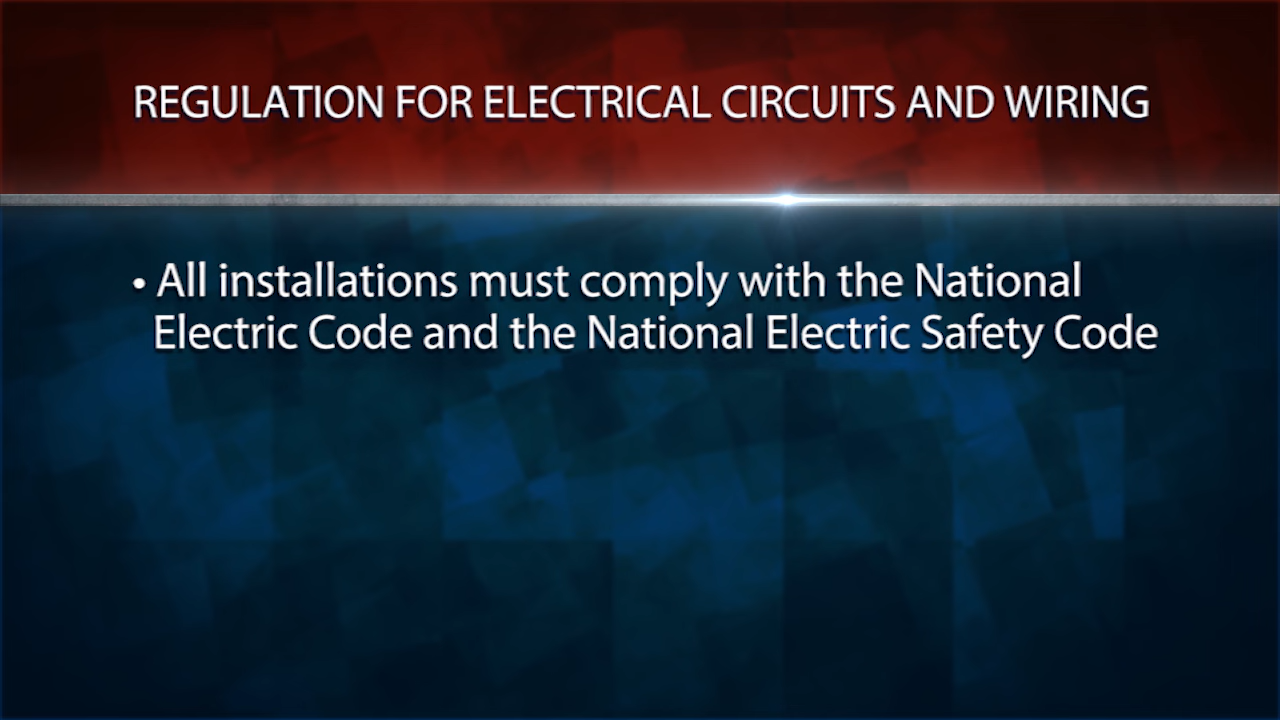 REGULATION FOR ELECTRICAL CIRCUITS AND WIRING
• All installations must comply with the National
Electric Code and the National Electric Safety Code